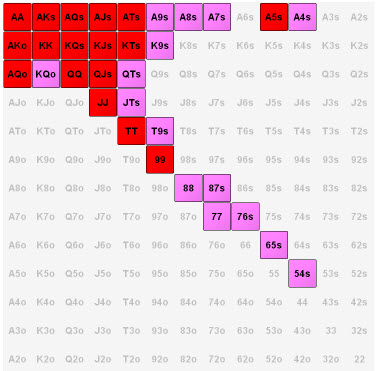 AA AKs AQs AJs ATs A9s A8s A7s A6s A5s A4s A3s A2s
AKo KK KQs KJs KTs K9s K8s K7s K6s K5s K4s K3s K2s
AQo KQo QQ QJs QTs Q9s Q8s Q7s Q6s Q5s Q4s Q3s Q2s
AJo KJo QJo JJ JTs J9s J8s J7s J6s J5s J4s J3s J2s
ATo KTo QTo JTo TT T9s T8s T7s T6s T5s T4s T3s T2s
A9o K9o Q9o J9o T9o 99 98s 97s 96s 95s 94s 93s 92s
A8o K8o Q8o J8o T8o 98o 88 87s 86s 85s 84s 83s 82s
A7o K7o Q7o J7o T7o 97o 87o 77 76s 75s 74s 73s 72s
A6o K6o Q6o J6o T6o 96o 86o 76o 66 65s 64s 63s 62s
A5o K5o Q5o J5o T5o 95o 85o 75o 65o 55 54s 53s 52s
A4o K4o Q4o J4o T4o 94o 84o 74o 64o 54o 44 43s 42s
A3o K3o Q3o J3o T3o 93o 83o 73o 63o 53o 43o 33 32s
A2o K2o Q2o J2o T2o 92o 82o 72o 62o 52o 42o 32o 22